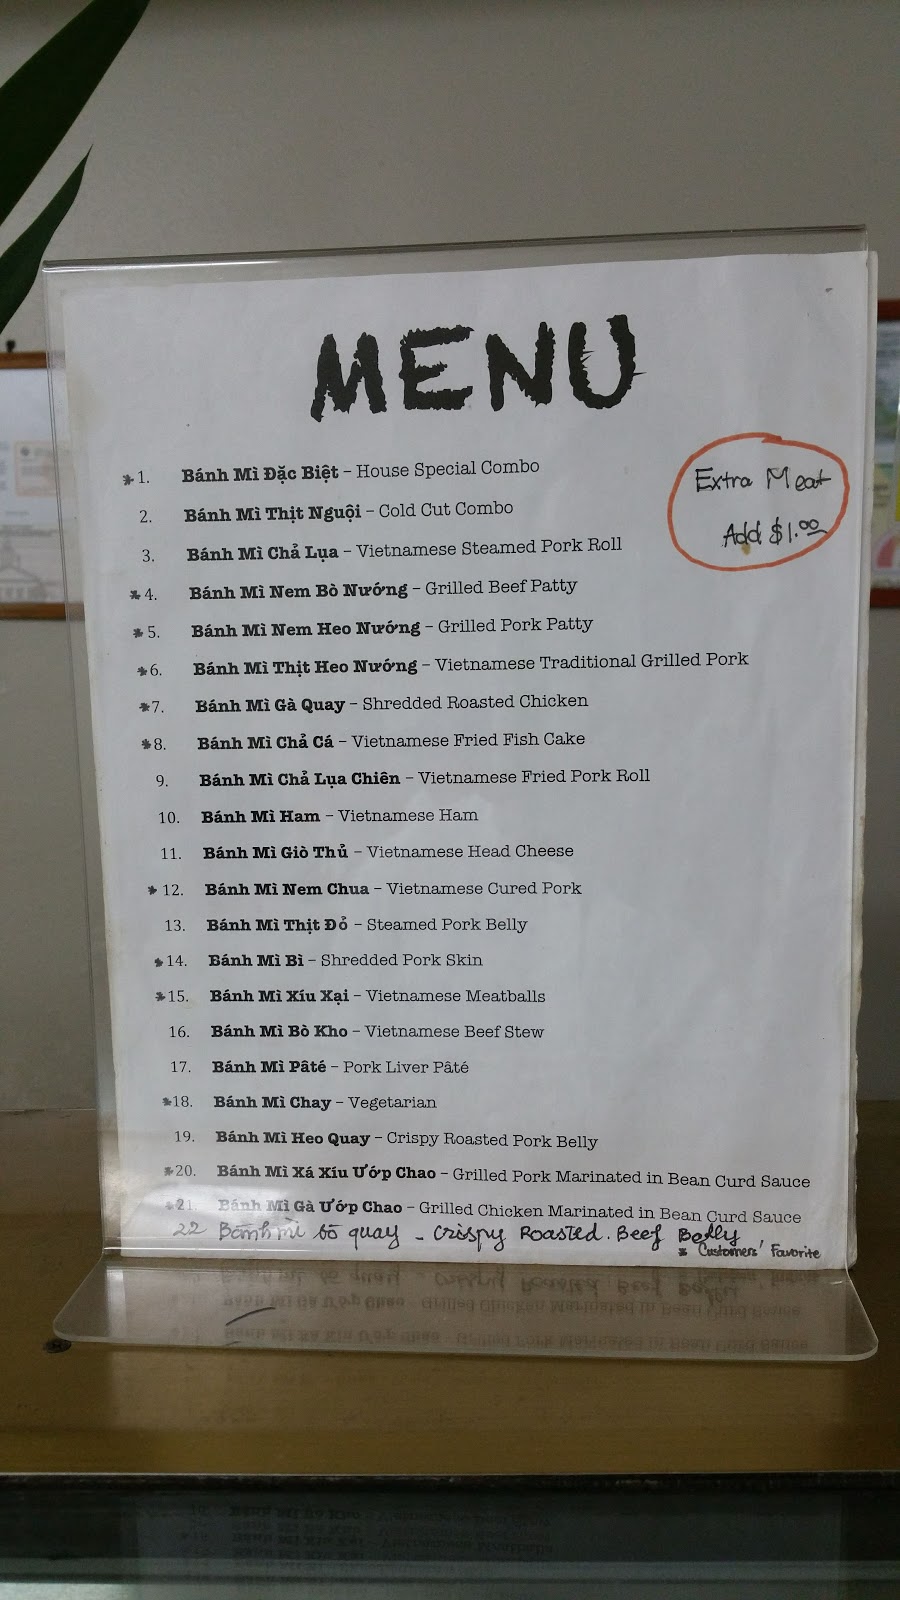 MENU
Extra Meat
Add $1.00
* 1. Bánh Mì Đặc Biệt – House Special Combo
2. Bánh Mì Thịt Nguội – Cold Cut Combo
3. Bánh Mì Chả Lụa – Vietnamese Steamed Pork Roll
* 4. Bánh Mì Nem Bò Nướng – Grilled Beef Patty
* 5. Bánh Mì Nem Heo Nướng – Grilled Pork Patty
* 6. Bánh Mì Thịt Heo Nướng – Vietnamese Traditional Grilled Pork
* 7. Bánh Mì Gà Quay – Shredded Roasted Chicken
* 8. Bánh Mì Chả Cá – Vietnamese Fried Fish Cake
9. Bánh Mì Chả Lụa Chiên – Vietnamese Fried Pork Roll
10. Bánh Mì Ham – Vietnamese Ham
11. Bánh Mì Giò Thủ – Vietnamese Head Cheese
* 12. Bánh Mì Nem Chua – Vietnamese Cured Pork
13. Bánh Mì Thịt Đỏ – Steamed Pork Belly
* 14. Bánh Mì Bì – Shredded Pork Skin
* 15. Bánh Mì Xíu Xại – Vietnamese Meatballs
16. Bánh Mì Bò Kho – Vietnamese Beef Stew
17. Bánh Mì Pâté – Pork Liver Pâté
* 18. Bánh Mì Chay – Vegetarian
19. Bánh Mì Heo Quay – Crispy Roasted Pork Belly
* 20. Bánh Mì Xá Xíu Ướp Chao – Grilled Pork Marinated in Bean Curd Sauce
* 21. Bánh Mì Gà Ướp Chao – Grilled Chicken Marinated in Bean Curd Sauce
22 Bánh mì bò quay – Crispy Roasted. Beef Belly
* Customers' Favorite